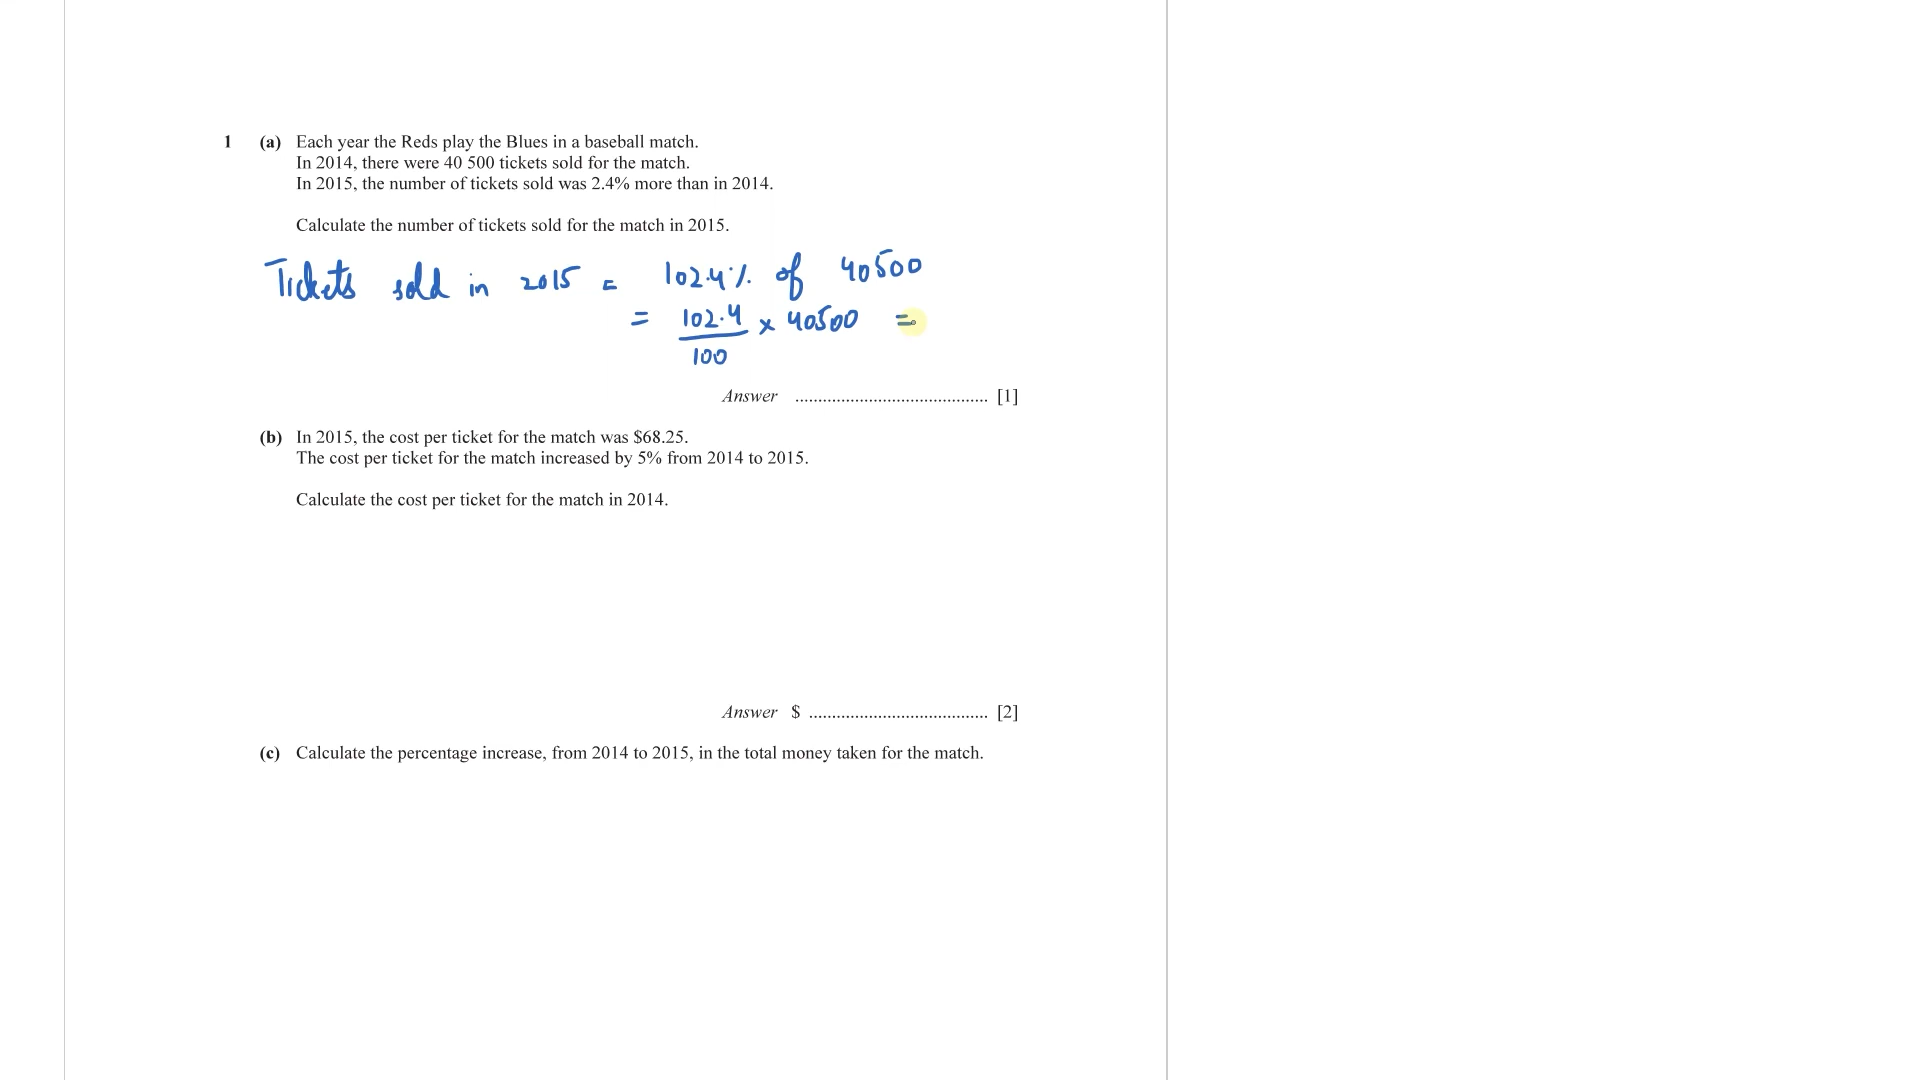 1 (a) Each year the Reds play the Blues in a baseball match.
In 2014, there were 40 500 tickets sold for the match.
In 2015, the number of tickets sold was 2.4% more than in 2014.
Calculate the number of tickets sold for the match in 2015.
Tickets sold in 2015 = 102.4% of 40500
= 102.4/100 × 40500 =
Answer .......................................... [1]
(b) In 2015, the cost per ticket for the match was $68.25.
The cost per ticket for the match increased by 5% from 2014 to 2015.
Calculate the cost per ticket for the match in 2014.
Answer $ ....................................... [2]
(c) Calculate the percentage increase, from 2014 to 2015, in the total money taken for the match.